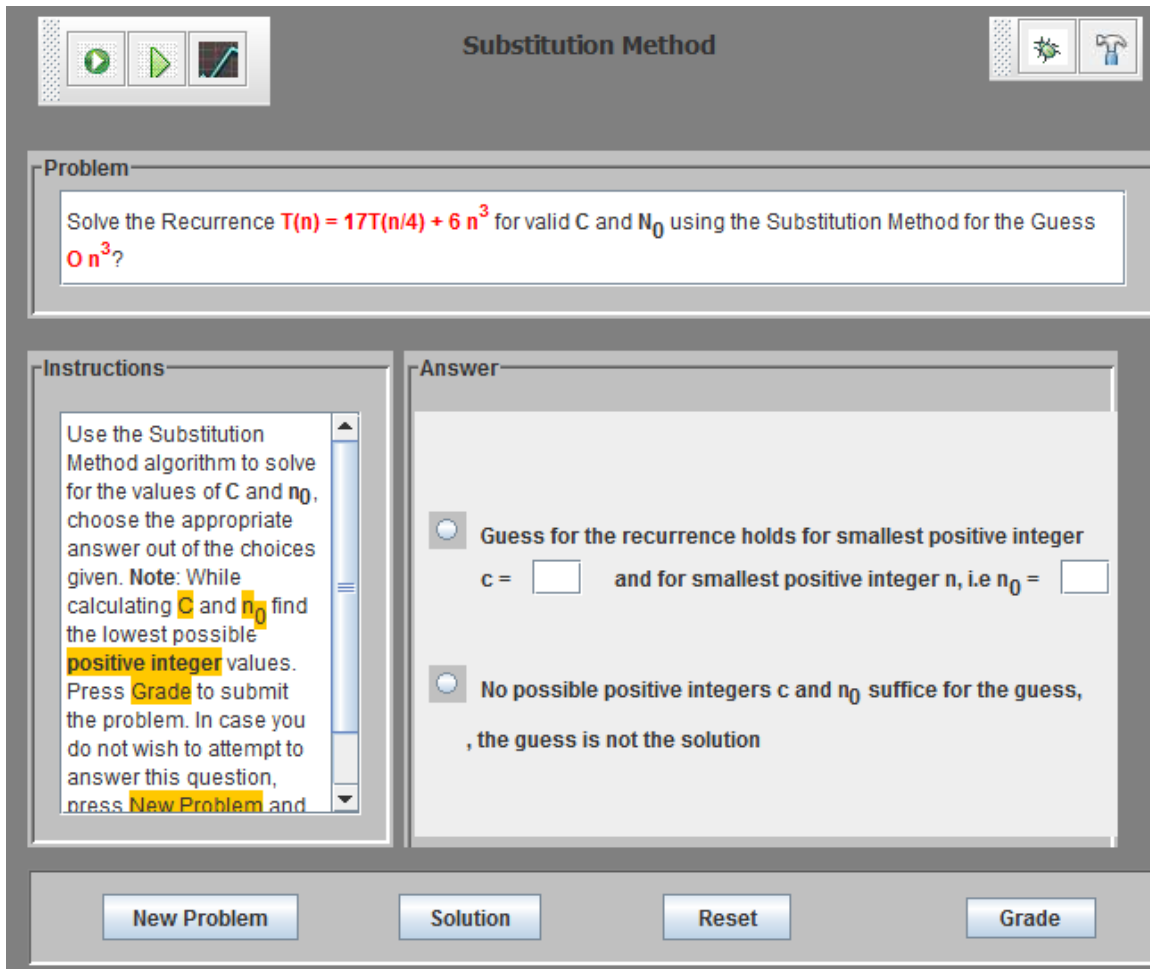 Substitution Method
Problem
Solve the Recurrence T(n) = 17T(n/4) + 6 n³ for valid C and N₀ using the Substitution Method for the Guess
O n³?
Instructions
Use the Substitution
Method algorithm to solve
for the values of C and n₀,
choose the appropriate
answer out of the choices
given. Note: While
calculating C and n₀ find
the lowest possible
positive integer values.
Press Grade to submit
the problem. In case you
do not wish to attempt to
answer this question,
press New Problem and
Answer
Guess for the recurrence holds for smallest positive integer
c = and for smallest positive integer n, i.e n₀ =
No possible positive integers c and n₀ suffice for the guess,
, the guess is not the solution
New Problem Solution Reset Grade